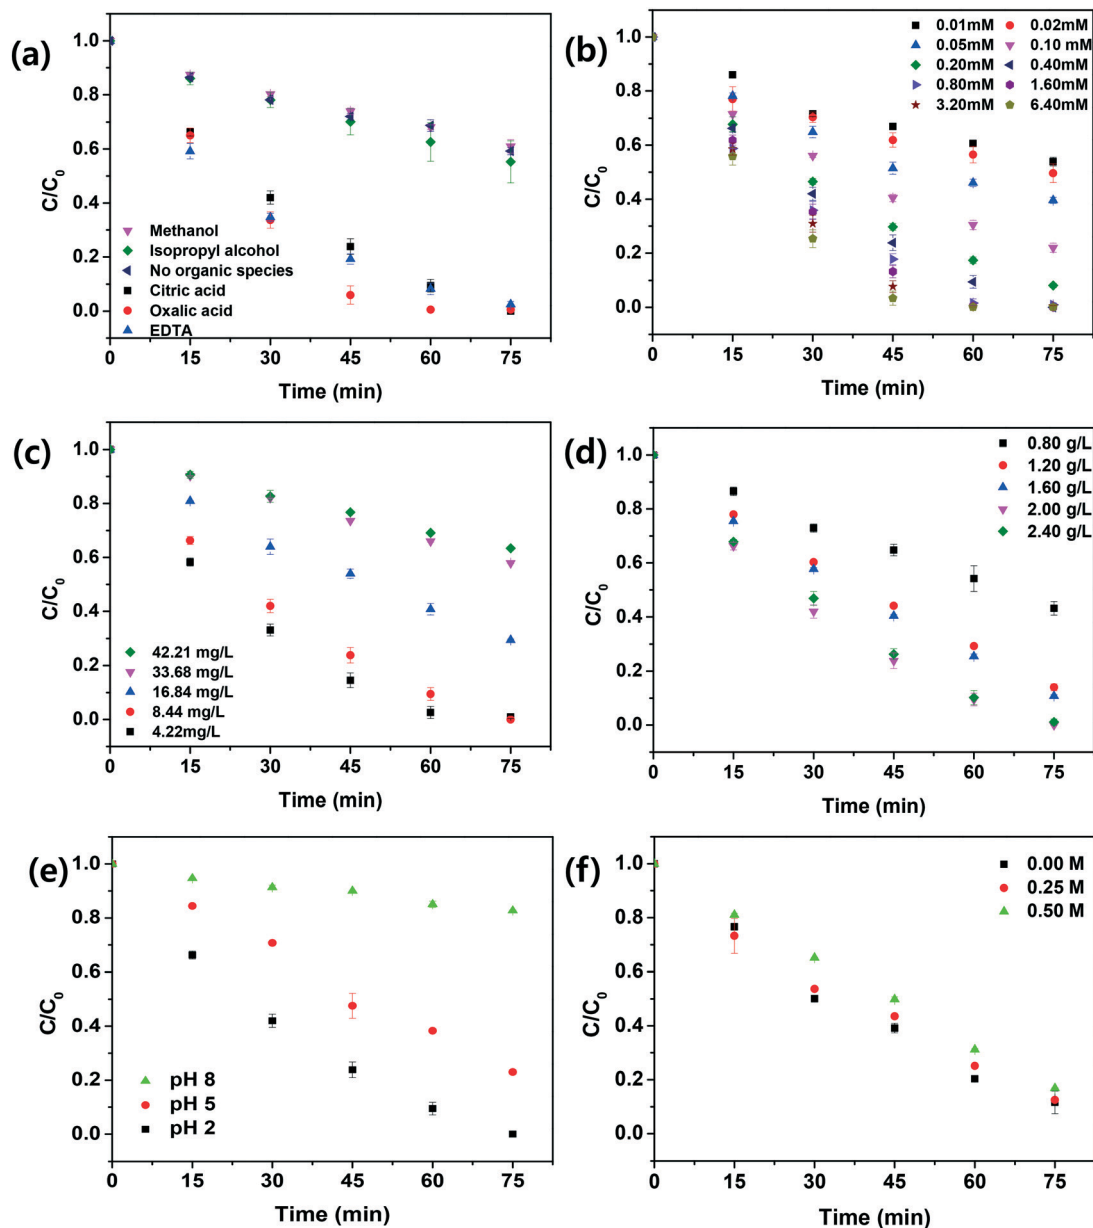 (a)
C/C0
1.0
0.8
0.6
0.4
0.2
0.0
Methanol
Isopropyl alcohol
No organic species
Citric acid
Oxalic acid
EDTA
0 15 30 45 60 75
Time (min)
(b)
C/C0
1.0
0.8
0.6
0.4
0.2
0.0
0.01mM 0.02mM
0.05mM 0.10 mM
0.20mM 0.40mM
0.80mM 1.60mM
3.20mM 6.40mM
0 15 30 45 60 75
Time (min)
(c)
C/C0
1.0
0.8
0.6
0.4
0.2
0.0
42.21 mg/L
33.68 mg/L
16.84 mg/L
8.44 mg/L
4.22mg/L
0 15 30 45 60 75
Time (min)
(d)
C/C0
1.0
0.8
0.6
0.4
0.2
0.0
0.80 g/L
1.20 g/L
1.60 g/L
2.00 g/L
2.40 g/L
0 15 30 45 60 75
Time (min)
(e)
C/C0
1.0
0.8
0.6
0.4
0.2
0.0
pH 8
pH 5
pH 2
0 15 30 45 60 75
Time (min)
(f)
C/C0
1.0
0.8
0.6
0.4
0.2
0.0
0.00 M
0.25 M
0.50 M
0 15 30 45 60 75
Time (min)